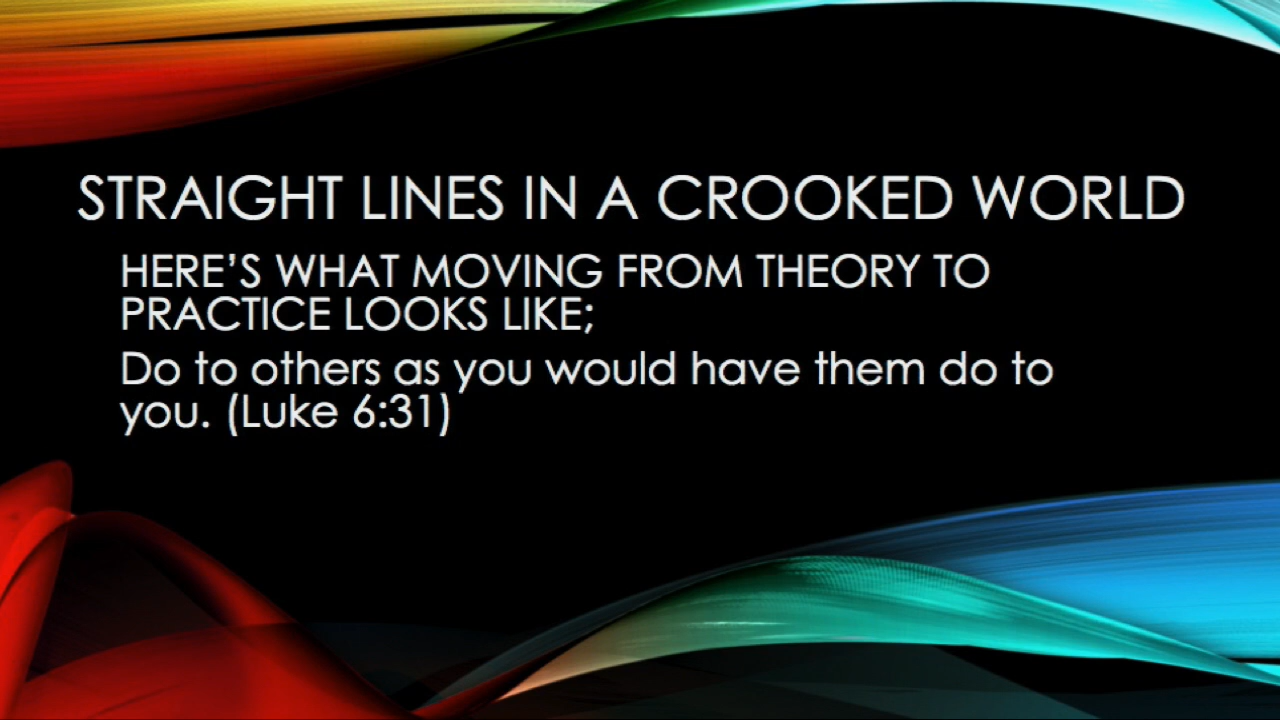 STRAIGHT LINES IN A CROOKED WORLD
HERE’S WHAT MOVING FROM THEORY TO
PRACTICE LOOKS LIKE;
Do to others as you would have them do to
you. (Luke 6:31)